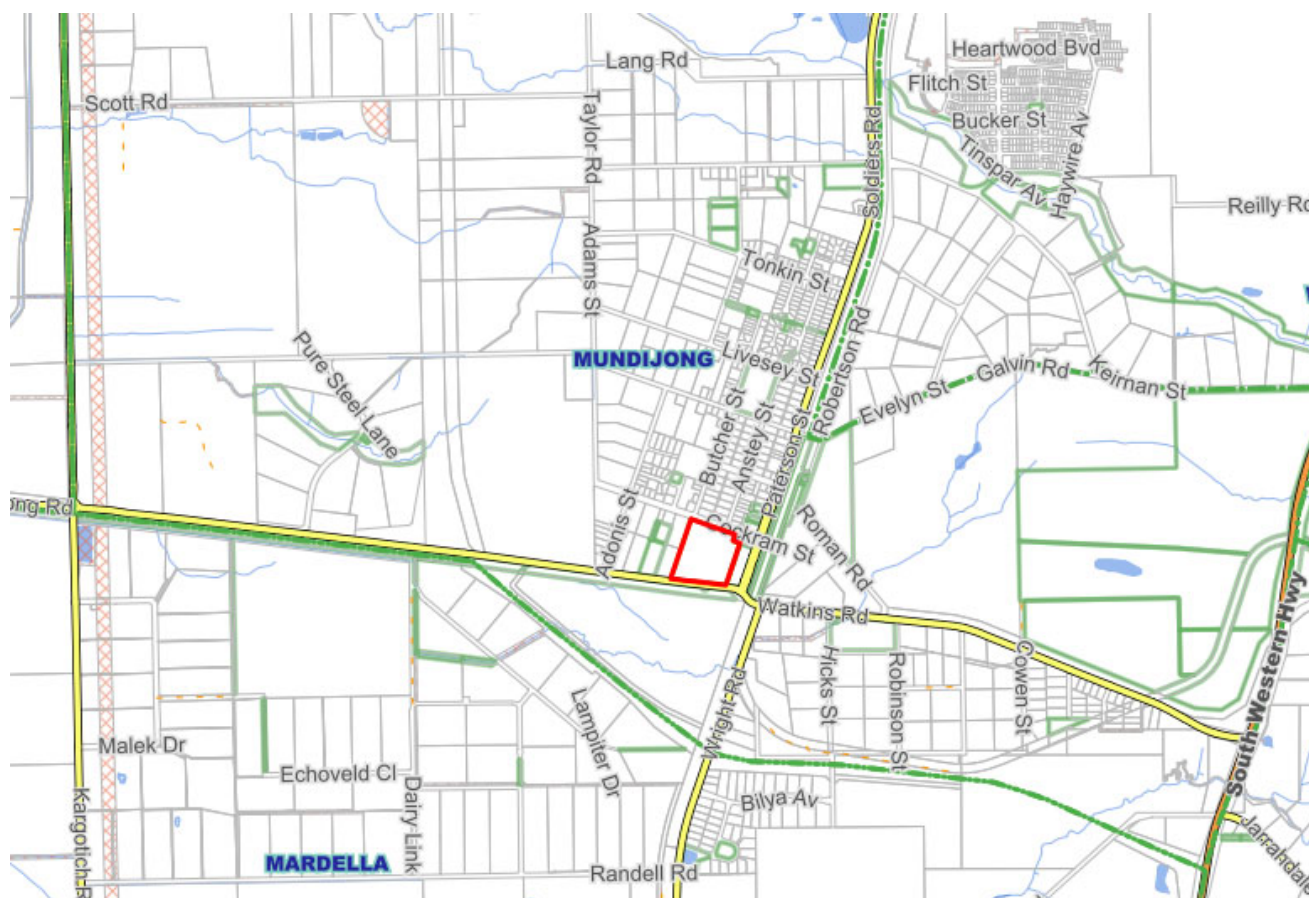 Heartwood Bvd
Lang Rd
Flitch St
Scott Rd
Taylor Rd
Bucker St
Soldiers Rd
Tinspar Av
Haywire Av
Reilly Rd
Adams St
Tonkin St
Pure Steel Lane
MUNDIJONG
Livesey St
Robertson Rd
Galvin Rd
Keirnan St
Evelyn St
Butcher St
Anstey St
Paterson St
ong Rd
Adonis St
Cockram St
Roman Rd
Watkins Rd
South Western Hwy
Hicks St
Robinson St
Cowen St
Wright Rd
Lampiter Dr
Malek Dr
Echoveld Cl
Dairy Link
Kargotich R
Bilya Av
Jarrahdale
MARDELLA
Randell Rd